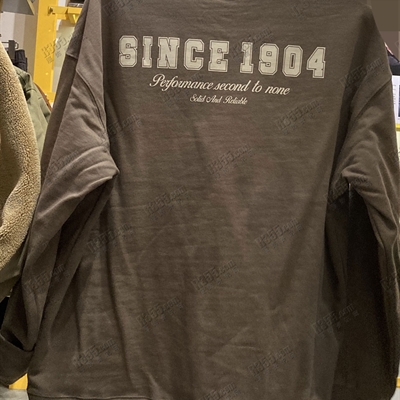 SINCE 1904
Performance second to none
Solid And Reliable